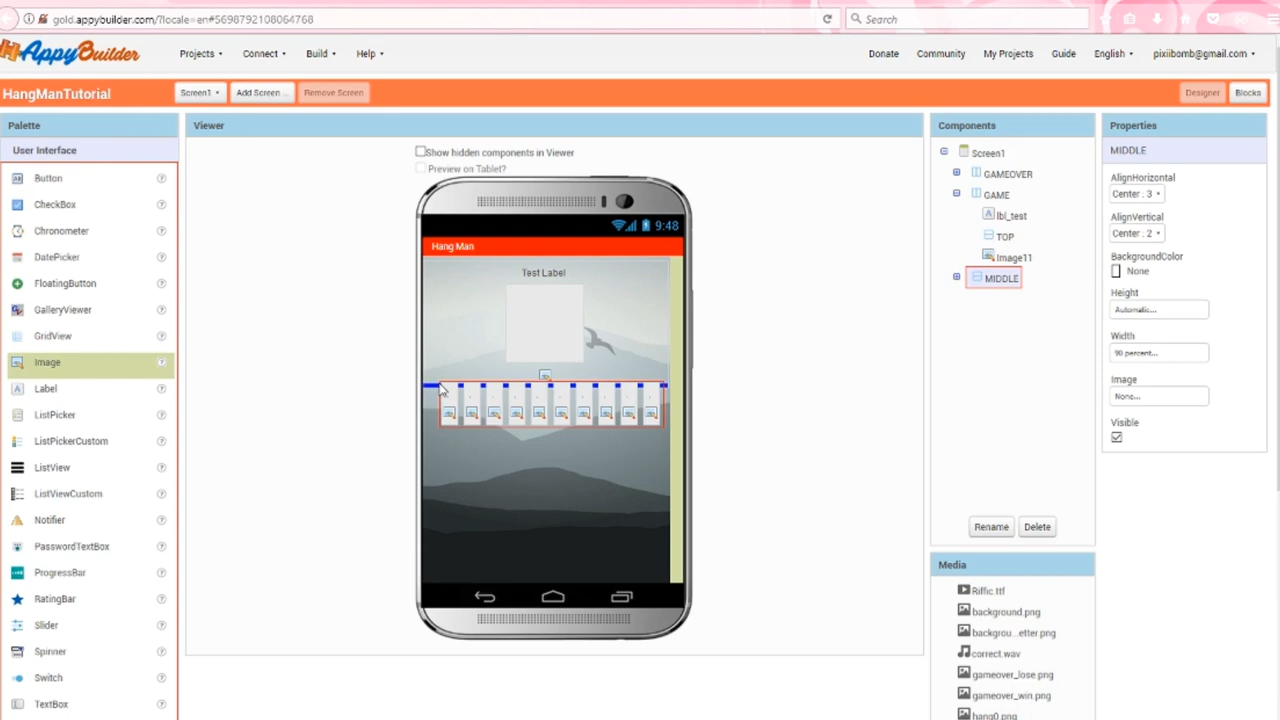 gold.appybuilder.com/?locale=en#5698792108064768
Search
AppyBuilder
Projects
Connect
Build
Help
Donate
Community
My Projects
Guide
English
pixiibomb@gmail.com
HangManTutorial
Screen1
Add Screen ...
Remove Screen
Designer
Blocks
Palette
Viewer
Components
Properties
User Interface
Button
CheckBox
Chronometer
DatePicker
FloatingButton
GalleryViewer
GridView
Image
Label
ListPicker
ListPickerCustom
ListView
ListViewCustom
Notifier
PasswordTextBox
ProgressBar
RatingBar
Slider
Spinner
Switch
TextBox
Show hidden components in Viewer
Preview on Tablet?
9:48
Hang Man
Test Label
Screen1
GAMEOVER
GAME
lbl_test
TOP
Image11
MIDDLE
Rename
Delete
Media
Riffic.ttf
background.png
backgrou...etter.png
correct.wav
gameover_lose.png
gameover_win.png
hang0.png
MIDDLE
AlignHorizontal
Center : 3
AlignVertical
Center : 2
BackgroundColor
None
Height
Automatic...
Width
90 percent...
Image
None...
Visible